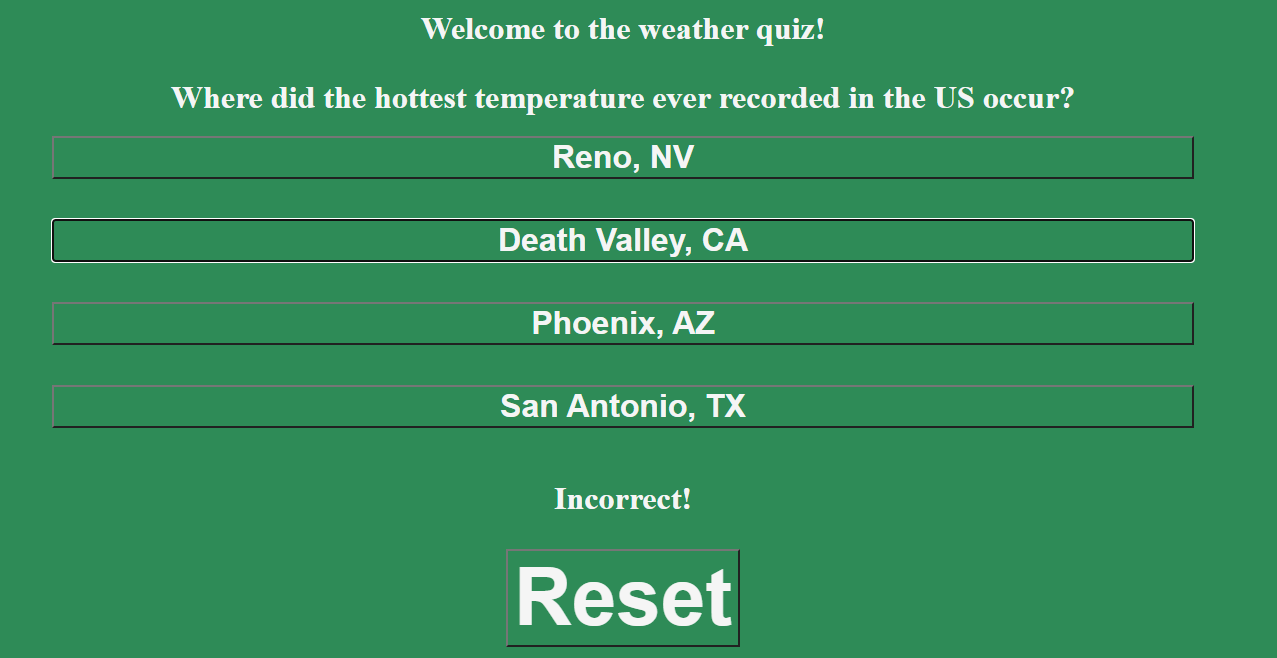 Welcome to the weather quiz!
Where did the hottest temperature ever recorded in the US occur?
Reno, NV
Death Valley, CA
Phoenix, AZ
San Antonio, TX
Incorrect!
Reset